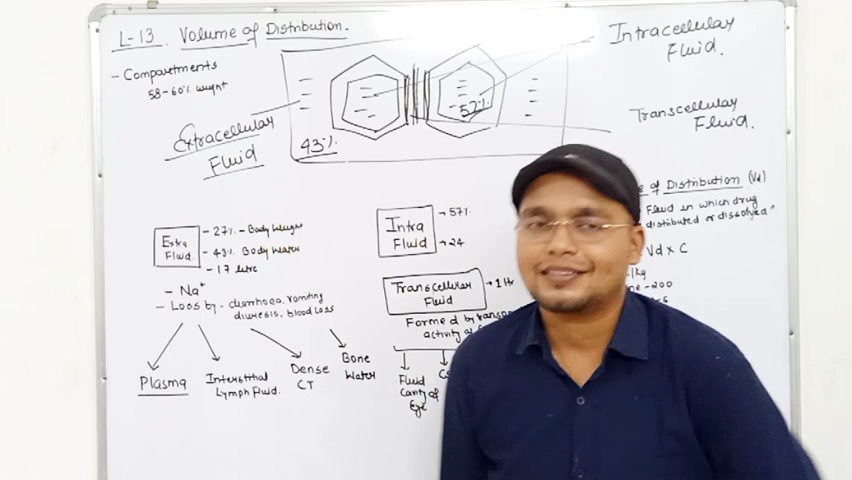 L-13. Volume of Distribution.
- Compartments
58-60% weight
Extracellular
Fluid
43%
52%
Intracellular
Fluid.
Transcellular
Fluid.
of Distribution (Vd)
Fluid in which drug
distributed or dissolved".
Vd x C
/kg
-200
Extra
Fluid
- 27% - Body Weight
- 43% Body Water
- 17 litre
- Na+
- Loss by - diarrhoea, vomiting
diuresis, blood Loss
Plasma
Interstitial
Lymph Fluid.
Dense
CT
Bone
Water
Intra
Fluid
57%
24
Transcellular
Fluid
Formed by
activity of
Fluid
Cavity of
Eye